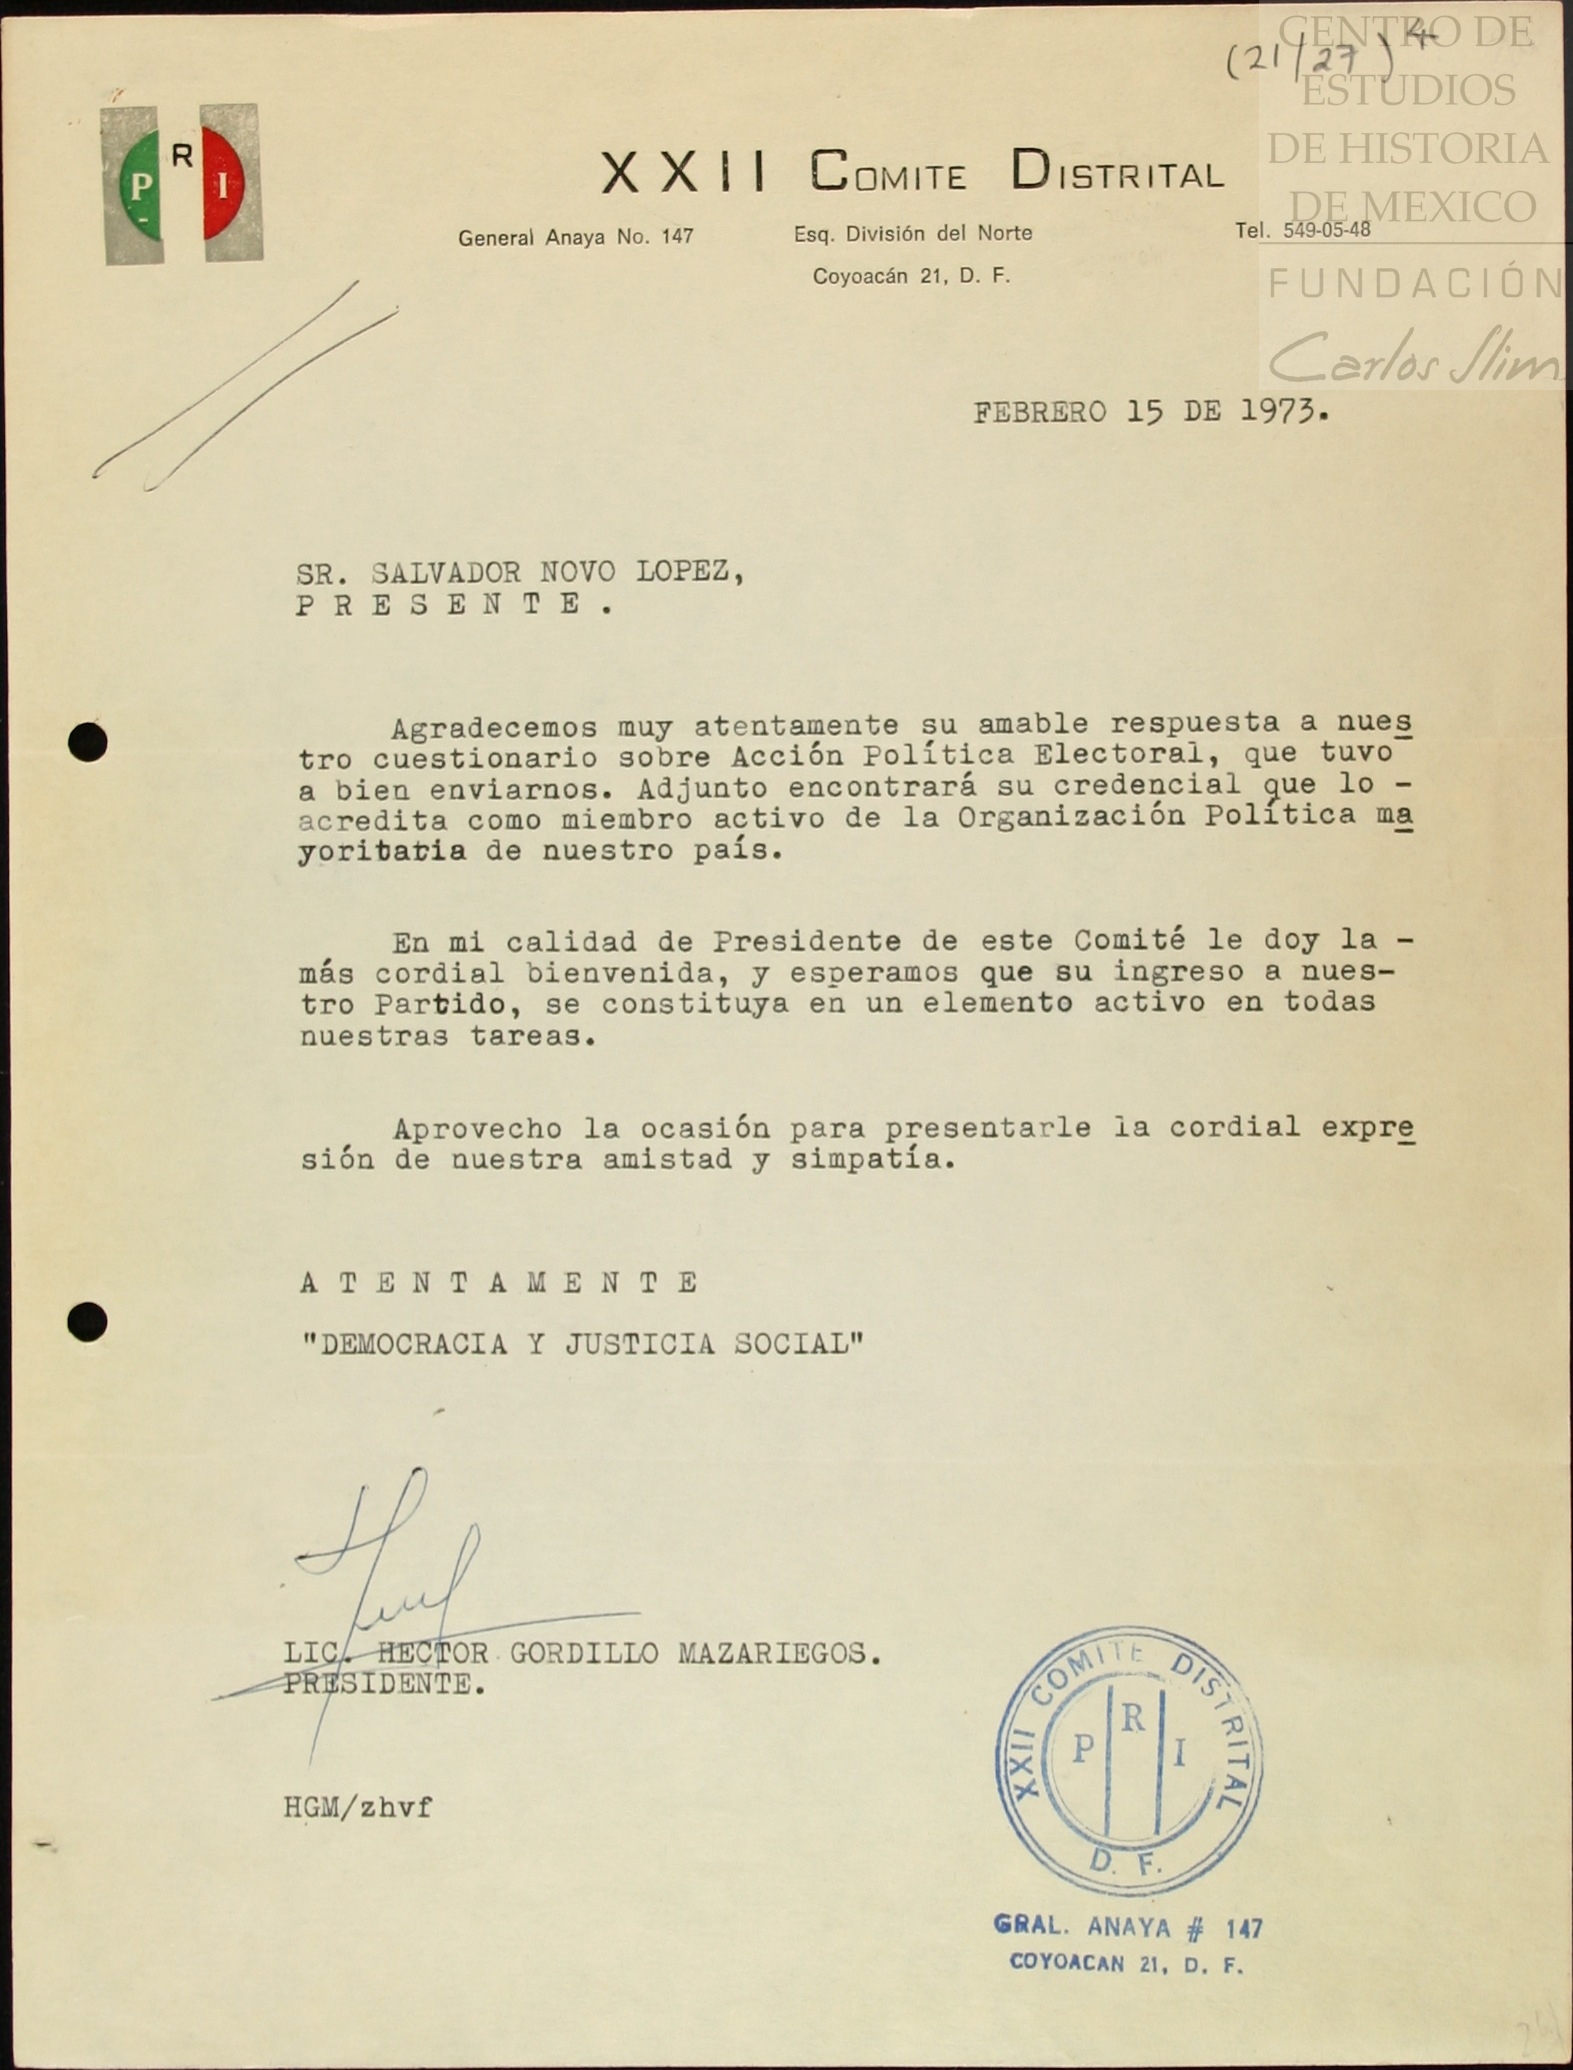 (21/27) 4
CENTRO DE
ESTUDIOS
DE HISTORIA
DE MEXICO
FUNDACIÓN
Carlos Slim
P R I
XXII COMITE DISTRITAL
General Anaya No. 147 Esq. División del Norte Tel. 549-05-48
Coyoacán 21, D. F.
FEBRERO 15 DE 1973.
SR. SALVADOR NOVO LOPEZ,
P R E S E N T E .
Agradecemos muy atentamente su amable respuesta a nues
tro cuestionario sobre Acción Política Electoral, que tuvo
a bien enviarnos. Adjunto encontrará su credencial que lo -
acredita como miembro activo de la Organización Política ma
yoritaria de nuestro país.
En mi calidad de Presidente de este Comité le doy la -
más cordial bienvenida, y esperamos que su ingreso a nues-
tro Partido, se constituya en un elemento activo en todas
nuestras tareas.
Aprovecho la ocasión para presentarle la cordial expre
sión de nuestra amistad y simpatía.
A T E N T A M E N T E
"DEMOCRACIA Y JUSTICIA SOCIAL"
LIC. HECTOR GORDILLO MAZARIEGOS.
PRESIDENTE.
HGM/zhvf
XXII COMITE DISTRITAL
P R I
D. F.
GRAL. ANAYA # 147
COYOACAN 21, D. F.